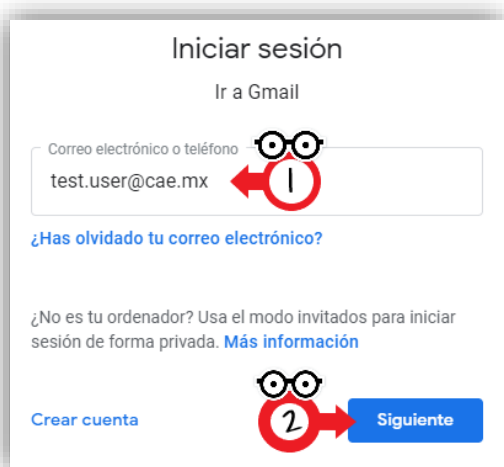 Iniciar sesión
Ir a Gmail
Correo electrónico o teléfono
test.user@cae.mx
1
¿Has olvidado tu correo electrónico?
¿No es tu ordenador? Usa el modo invitados para iniciar
sesión de forma privada. Más información
Crear cuenta
2
Siguiente